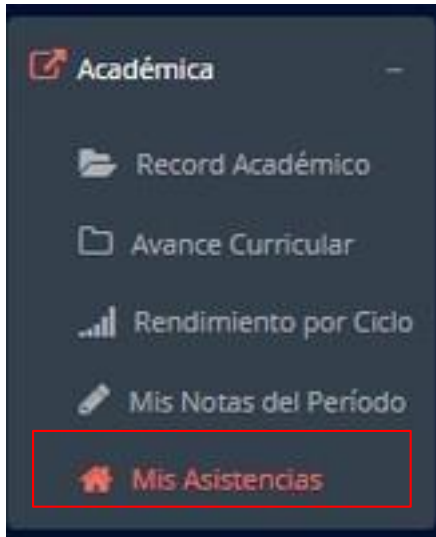 Académica
Record Académico
Avance Curricular
Rendimiento por Ciclo
Mis Notas del Período
Mis Asistencias